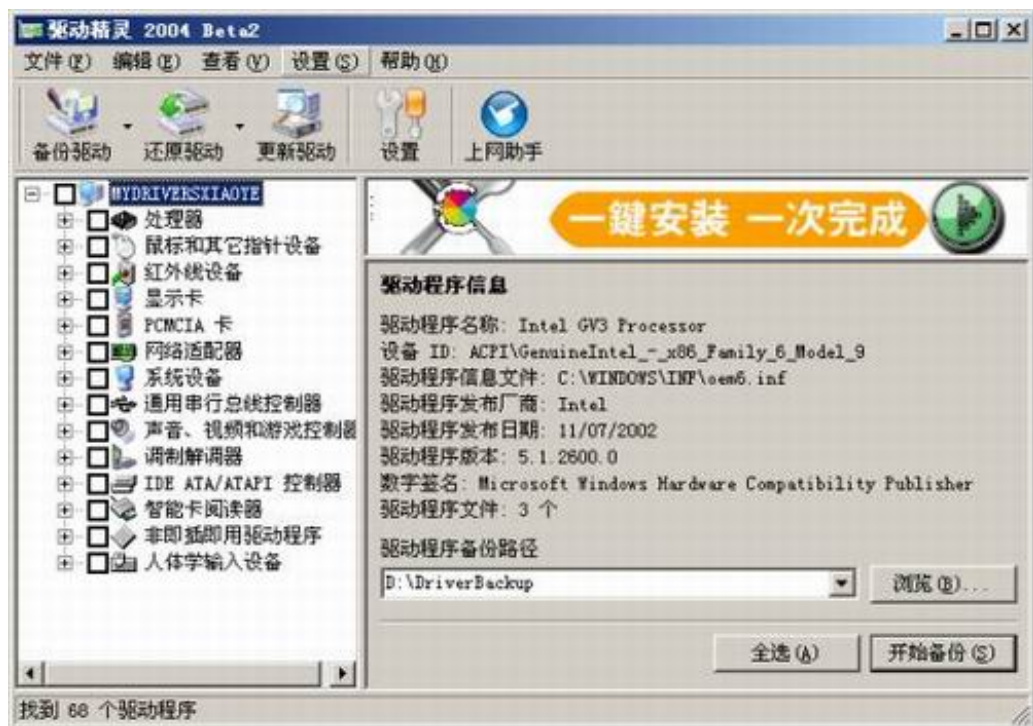 驱动精灵 2004 Beta2
文件(F) 编辑(E) 查看(V) 设置(S) 帮助(H)
备份驱动 还原驱动 更新驱动 设置 上网助手
MYDRIVERSXIAOYE
处理器
鼠标和其它指针设备
红外线设备
显示卡
PCMCIA 卡
网络适配器
系统设备
通用串行总线控制器
声音、视频和游戏控制器
调制解调器
IDE ATA/ATAPI 控制器
智能卡阅读器
非即插即用驱动程序
人体学输入设备
一鍵安裝 一次完成
驱动程序信息
驱动程序名称: Intel GV3 Processor
设备 ID: ACPI\GenuineIntel_-_x86_Family_6_Model_9
驱动程序信息文件: C:\WINDOWS\INF\oem6.inf
驱动程序发布厂商: Intel
驱动程序发布日期: 11/07/2002
驱动程序版本: 5.1.2600.0
数字签名: Microsoft Windows Hardware Compatibility Publisher
驱动程序文件: 3 个
驱动程序备份路径
D:\DriverBackup 浏览(B)...
全选(A) 开始备份(S)
找到 68 个驱动程序